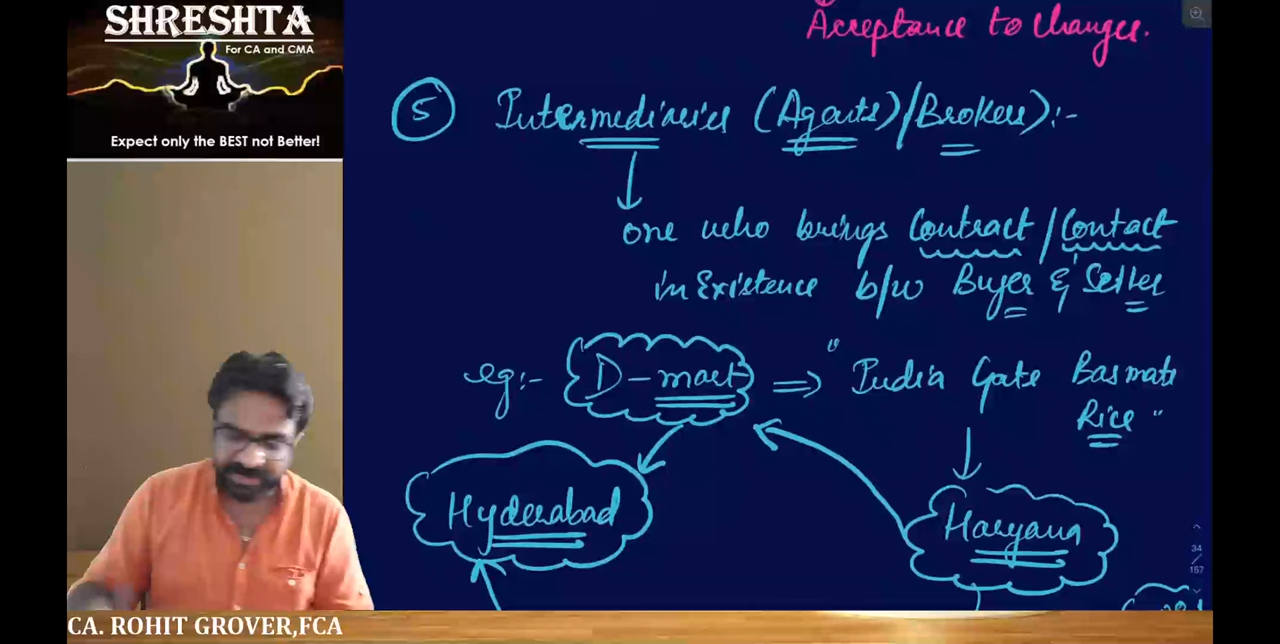 SHRESHTA
For CA and CMA
Expect only the BEST not Better!
Acceptance to changes.
5 Intermediaries (Agents)/Brokers):-
one who brings Contract/Contact
in Existence b/w Buyer & Seller
eg:- D-mart => "India Gate Basmati
Rice"
Hyderabad
Haryana
34
157
CA. ROHIT GROVER,FCA